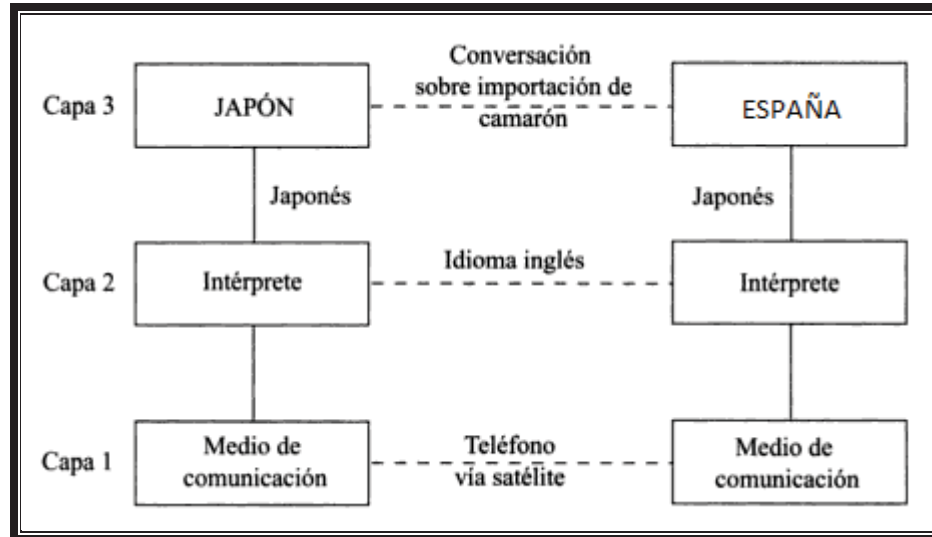 Conversación
sobre importación de
camarón
Capa 3
JAPÓN
ESPAÑA
Japonés
Japonés
Idioma inglés
Capa 2
Intérprete
Intérprete
Capa 1
Medio de
comunicación
Teléfono
vía satélite
Medio de
comunicación